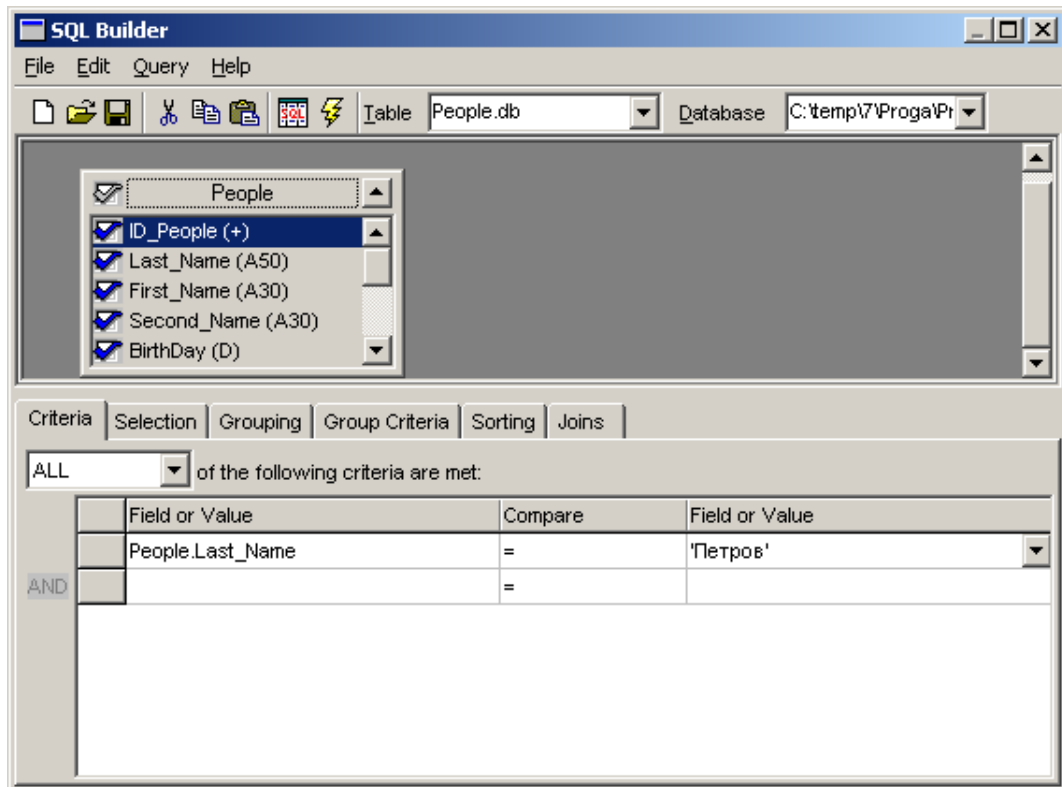 SQL Builder
File Edit Query Help
SQL Table People.db Database C:\temp\7\Proga\Pr
People
ID_People (+)
Last_Name (A50)
First_Name (A30)
Second_Name (A30)
BirthDay (D)
Criteria Selection Grouping Group Criteria Sorting Joins
ALL of the following criteria are met:
Field or Value Compare Field or Value
People.Last_Name = 'Петров'
AND =